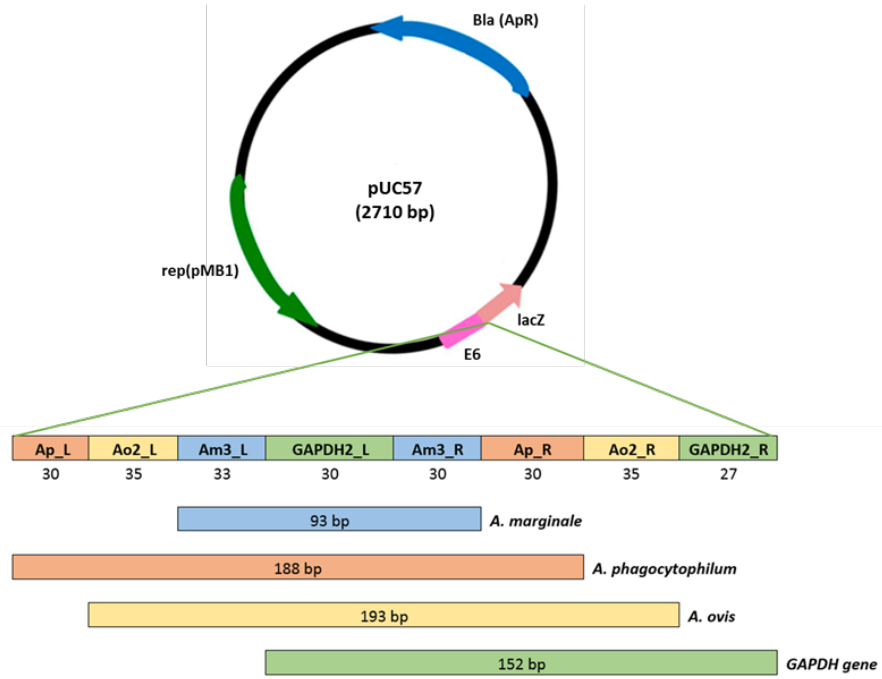 Bla (ApR)
pUC57
(2710 bp)
rep(pMB1)
lacZ
E6
Ap_L Ao2_L Am3_L GAPDH2_L Am3_R Ap_R Ao2_R GAPDH2_R
30 35 33 30 30 30 35 27
93 bp A. marginale
188 bp A. phagocytophilum
193 bp A. ovis
152 bp GAPDH gene